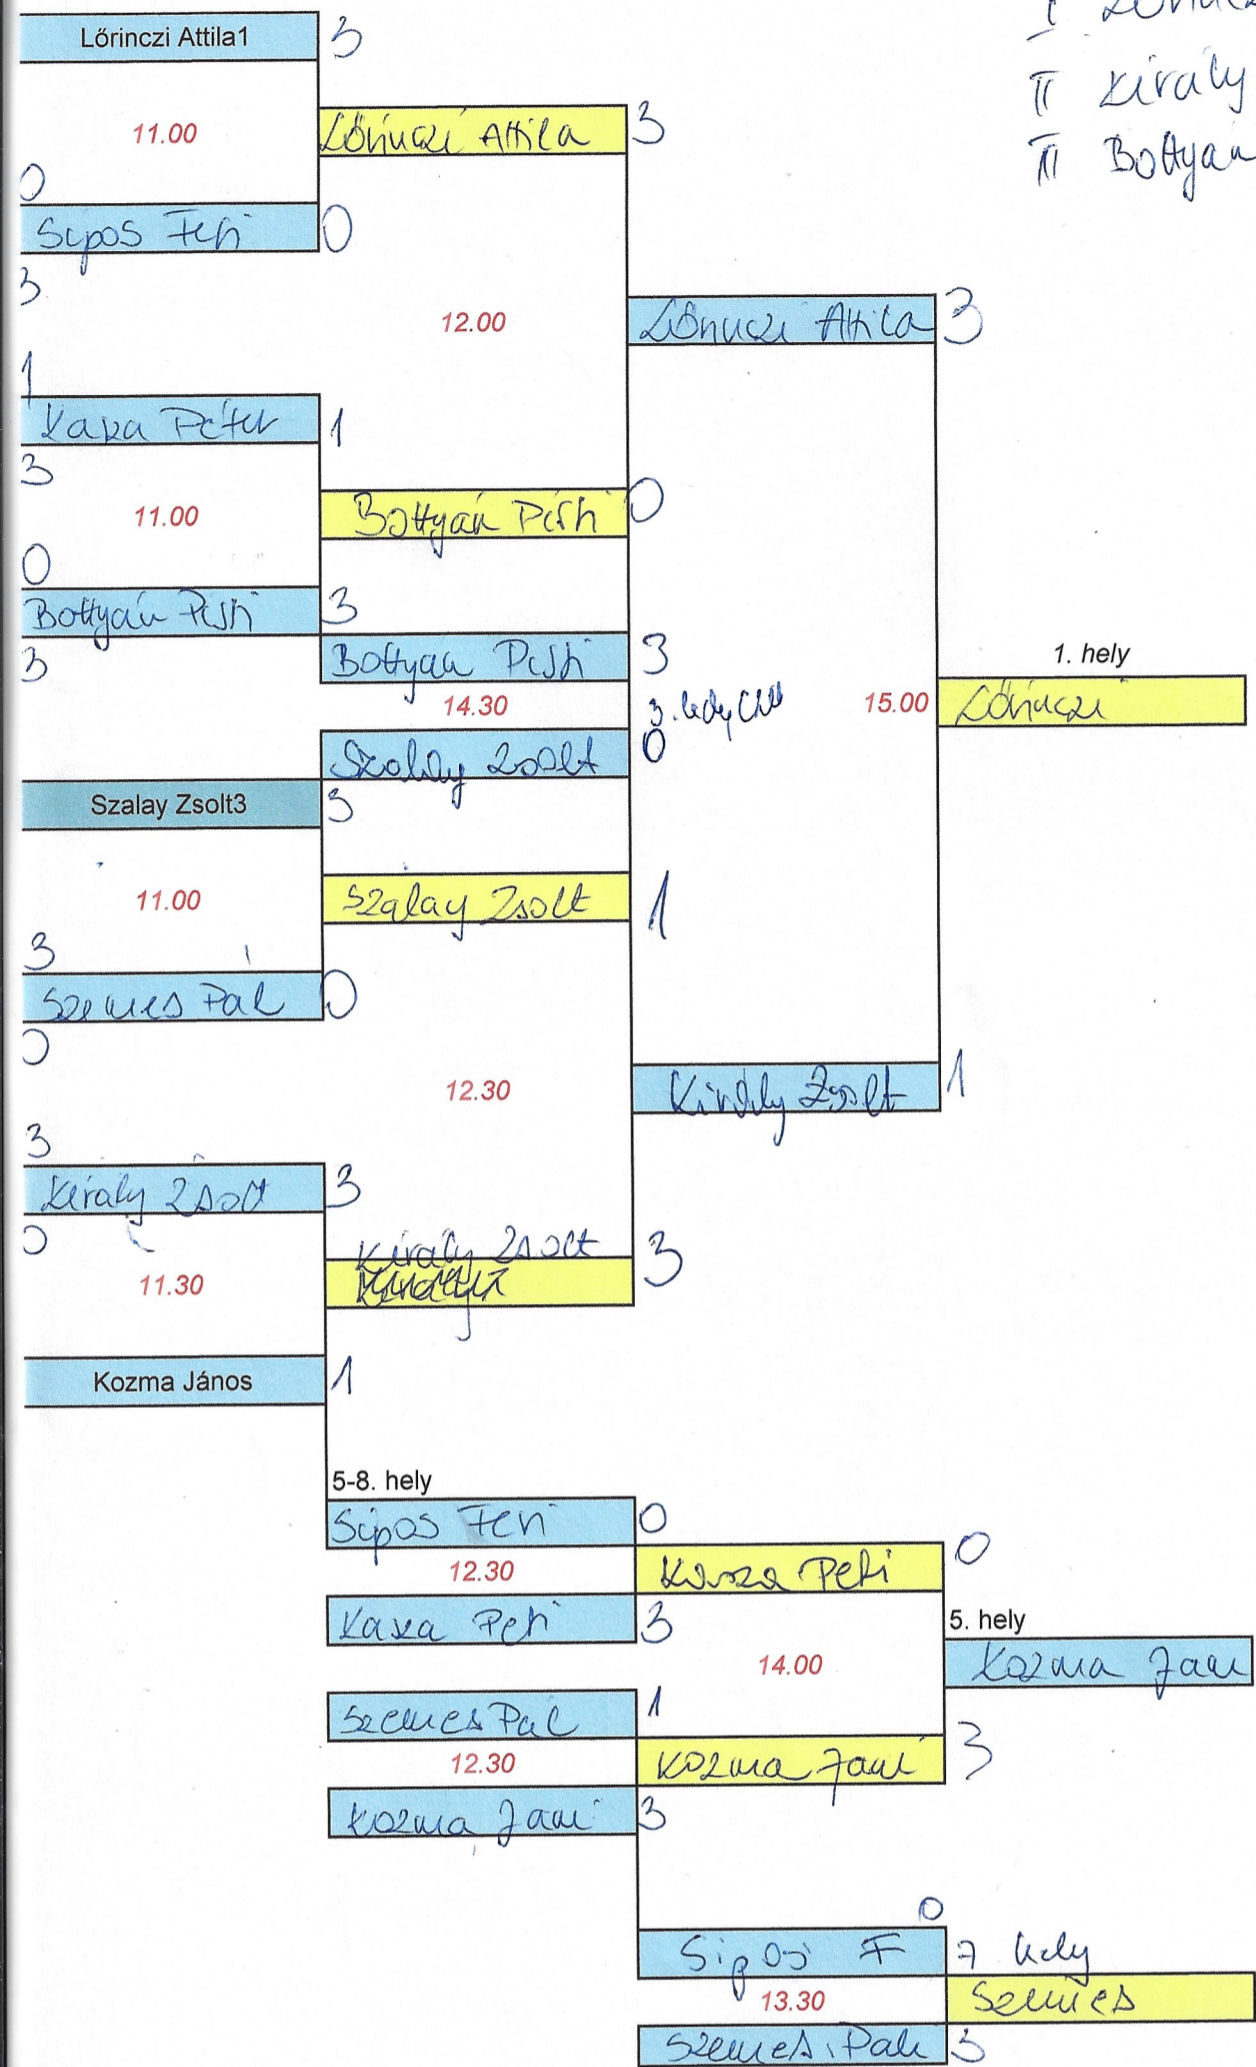 I Lőrincz
Lőrinczi Attila1 3
II Király
11.00 Lőrinczi Attila 3
III Bottyán
0
Sipos Feri 0
3
12.00 Lőrinczi Attila 3
1
Kasza Péter 1
3
11.00 Bottyán Pisti 0
0
Bottyán Pisti 3
3
Bottyán Pisti 3
1. hely
14.30 3. hely 15.00 Lőrinczi
Szalay Zsolt 0
Szalay Zsolt3 3
11.00 Szalay Zsolt 1
3
Szemes Pál 0
0
12.30 Király Zsolt 1
3
Király Zsolt 3
0
Király Zsolt 3
11.30
Kozma János 1
5-8. hely
Sipos Feri 0
12.30 Kasza Peti 0
Kasza Peti 3
5. hely
14.00 Kozma Jani
Szemes Pál 1
12.30 Kozma Jani 3
Kozma Jani 3
0
Sipos F 7 hely
13.30 Szemes
Szemes Pali 3